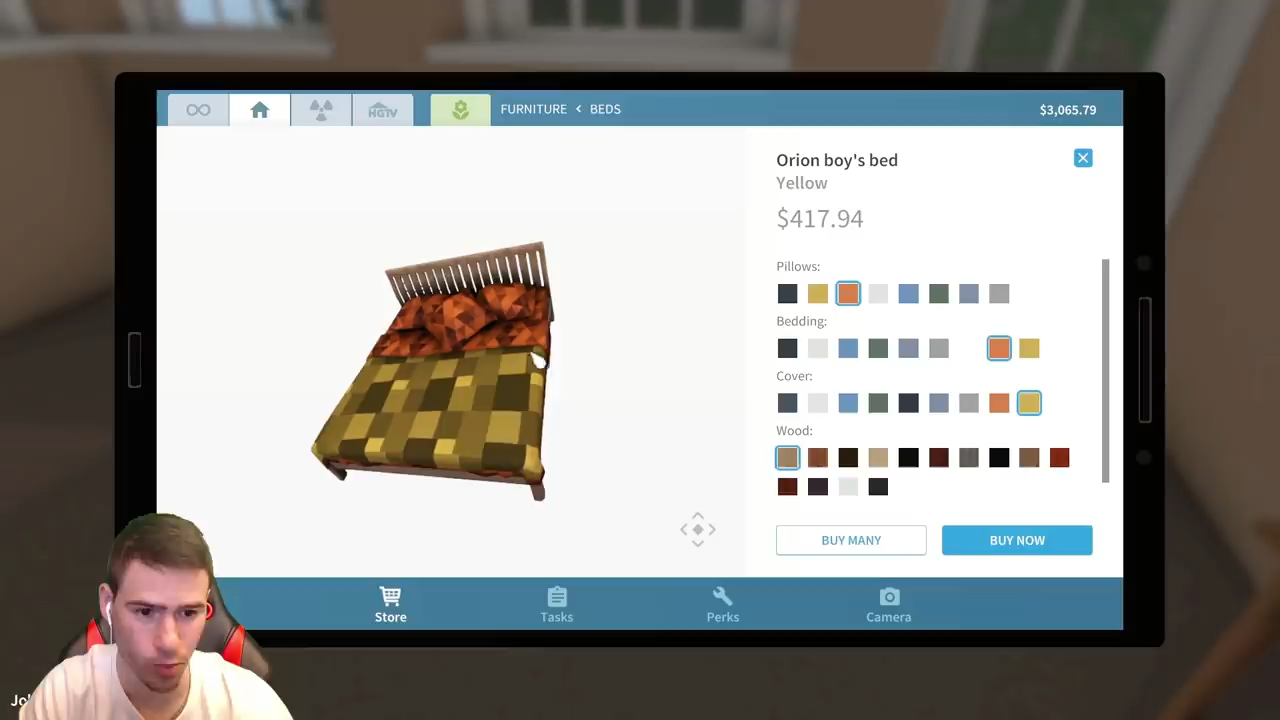 HGTV
FURNITURE < BEDS
$3,065.79
Orion boy's bed
Yellow
$417.94
Pillows:
Bedding:
Cover:
Wood:
BUY MANY
BUY NOW
Store
Tasks
Perks
Camera